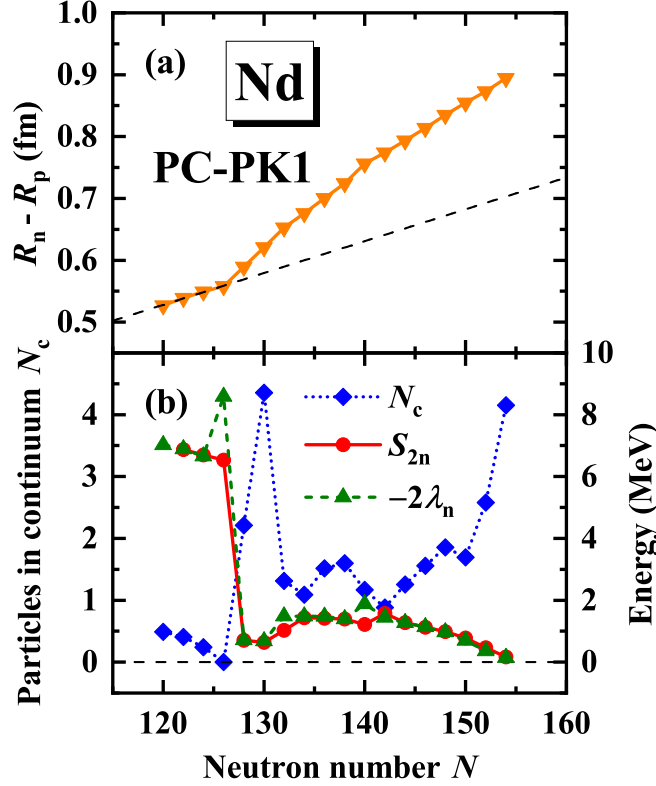 1.0
0.9
0.8
0.7
0.6
0.5
R_n - R_p (fm)
(a)
Nd
PC-PK1
10
8
6
4
2
0
Energy (MeV)
4
3
2
1
0
Particles in continuum N_c
(b)
N_c
S_2n
−2λ_n
120 130 140 150 160
Neutron number N